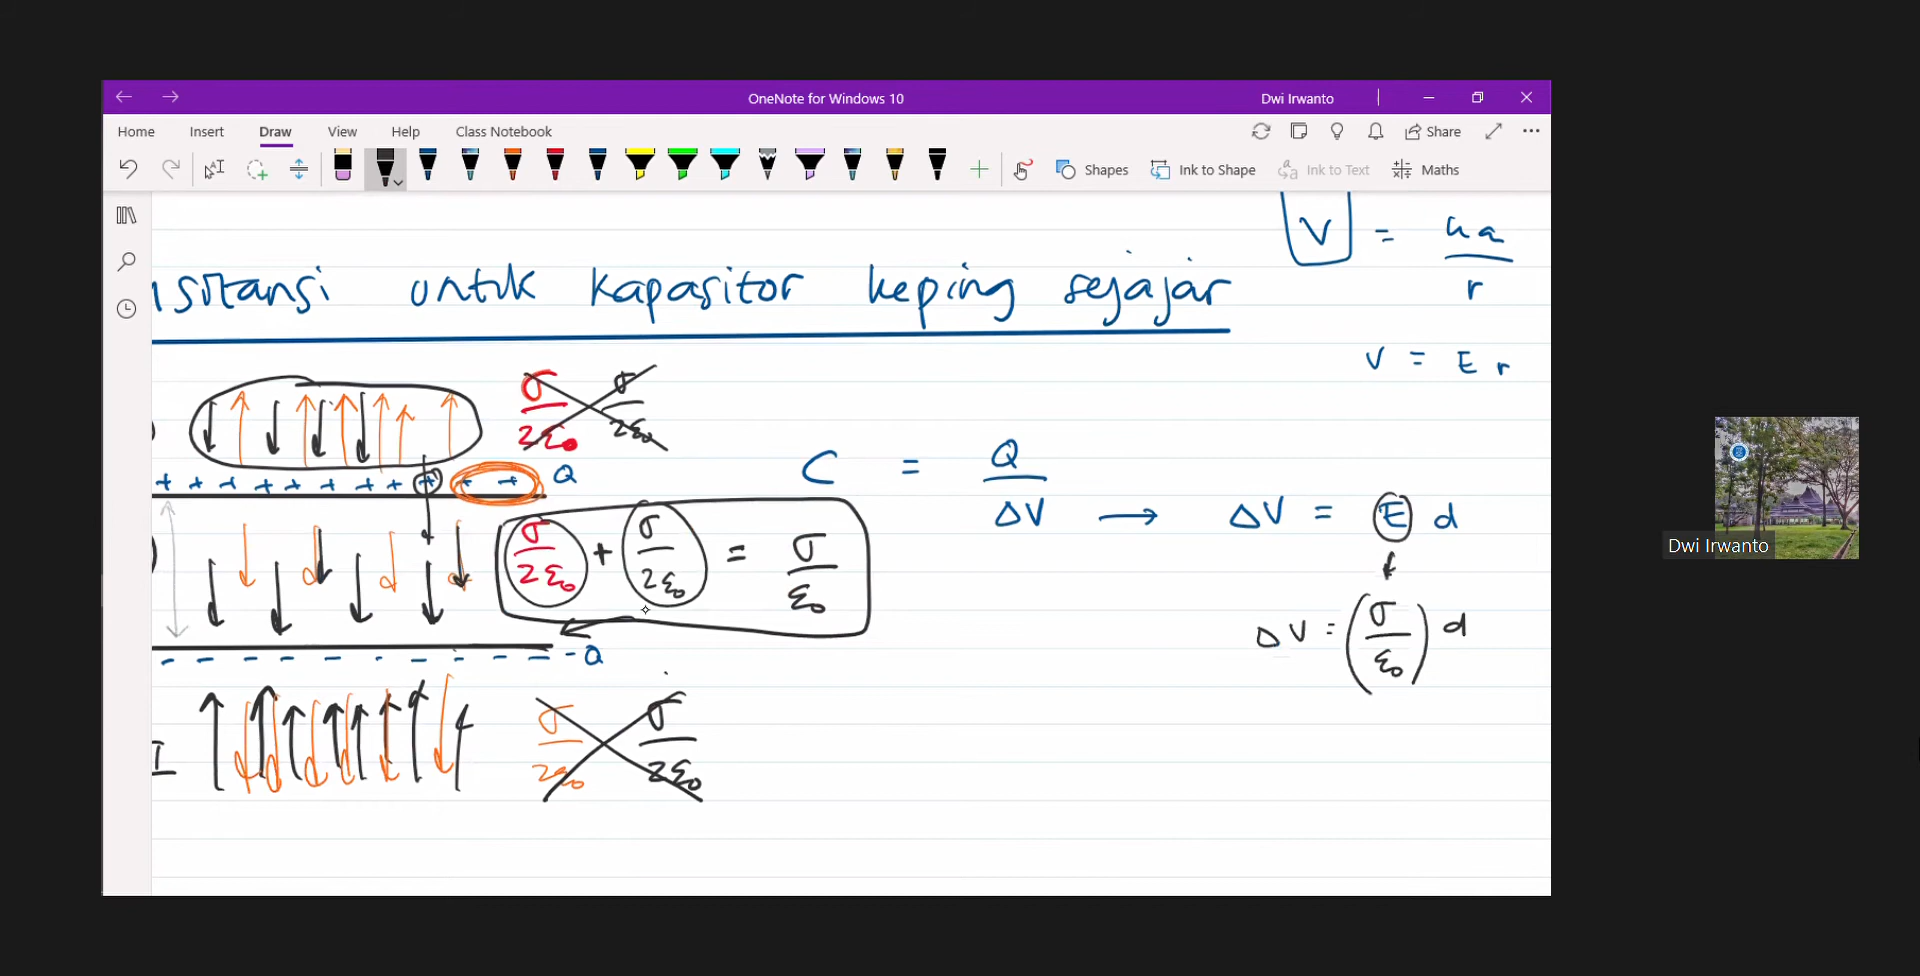 OneNote for Windows 10
Dwi Irwanto
Home Insert Draw View Help Class Notebook
Share
Shapes Ink to Shape Ink to Text Maths
V = kq / r
sitansi untuk kapasitor keping sejajar
V = E r
σ / 2ε₀ σ / 2ε₀
+ + + + + + + + + + + Q
C = Q / ΔV → ΔV = E d
σ / 2ε₀ + σ / 2ε₀ = σ / ε₀
ΔV = (σ / ε₀) d
- - - - - - - - - - -Q
I
σ / 2ε₀ σ / 2ε₀
Dwi Irwanto